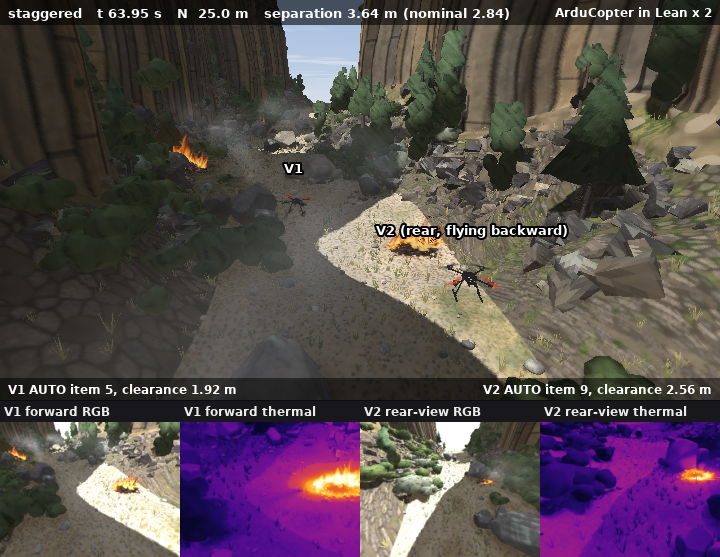 staggered t 63.95 s N 25.0 m separation 3.64 m (nominal 2.84) ArduCopter in Lean x 2
V1
V2 (rear, flying backward)
V1 AUTO item 5, clearance 1.92 m V2 AUTO item 9, clearance 2.56 m
V1 forward RGB V1 forward thermal V2 rear-view RGB V2 rear-view thermal